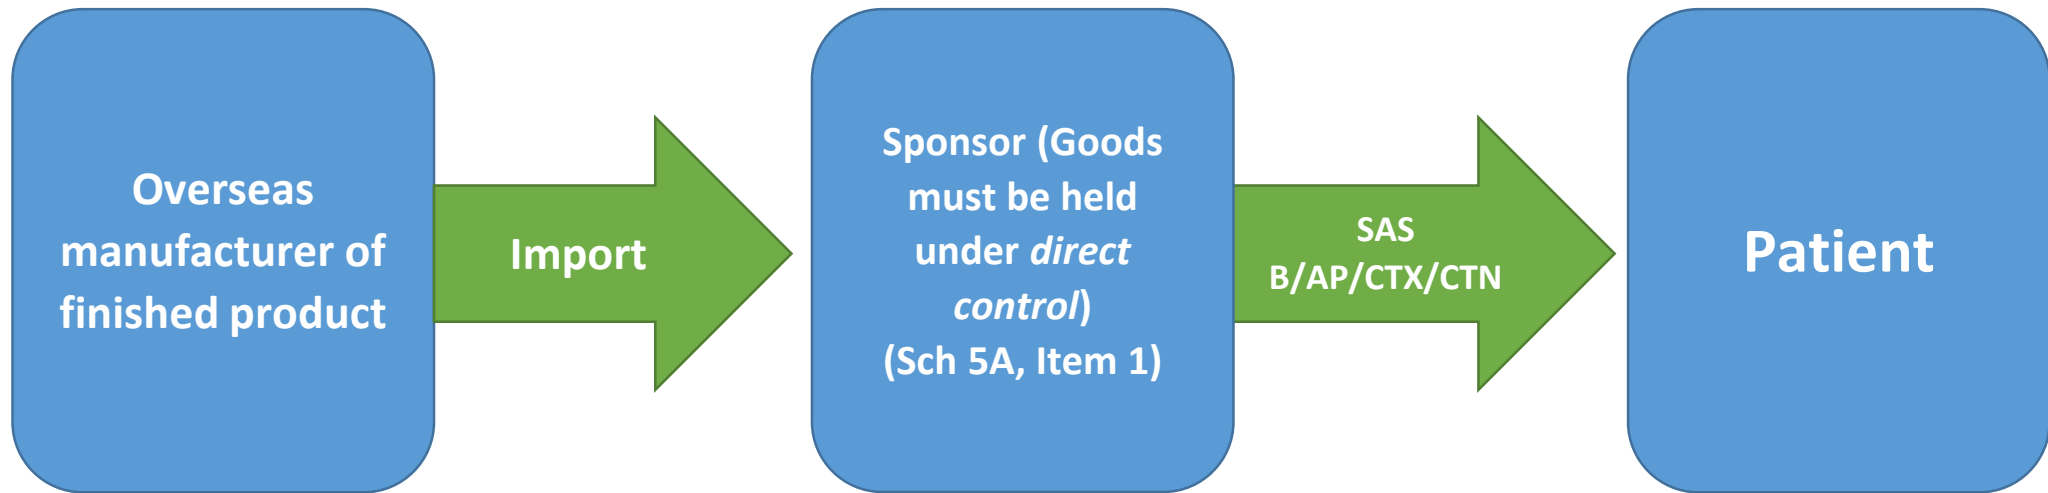 Overseas
manufacturer of
finished product
Import
Sponsor (Goods
must be held
under direct
control)
(Sch 5A, Item 1)
SAS
B/AP/CTX/CTN
Patient